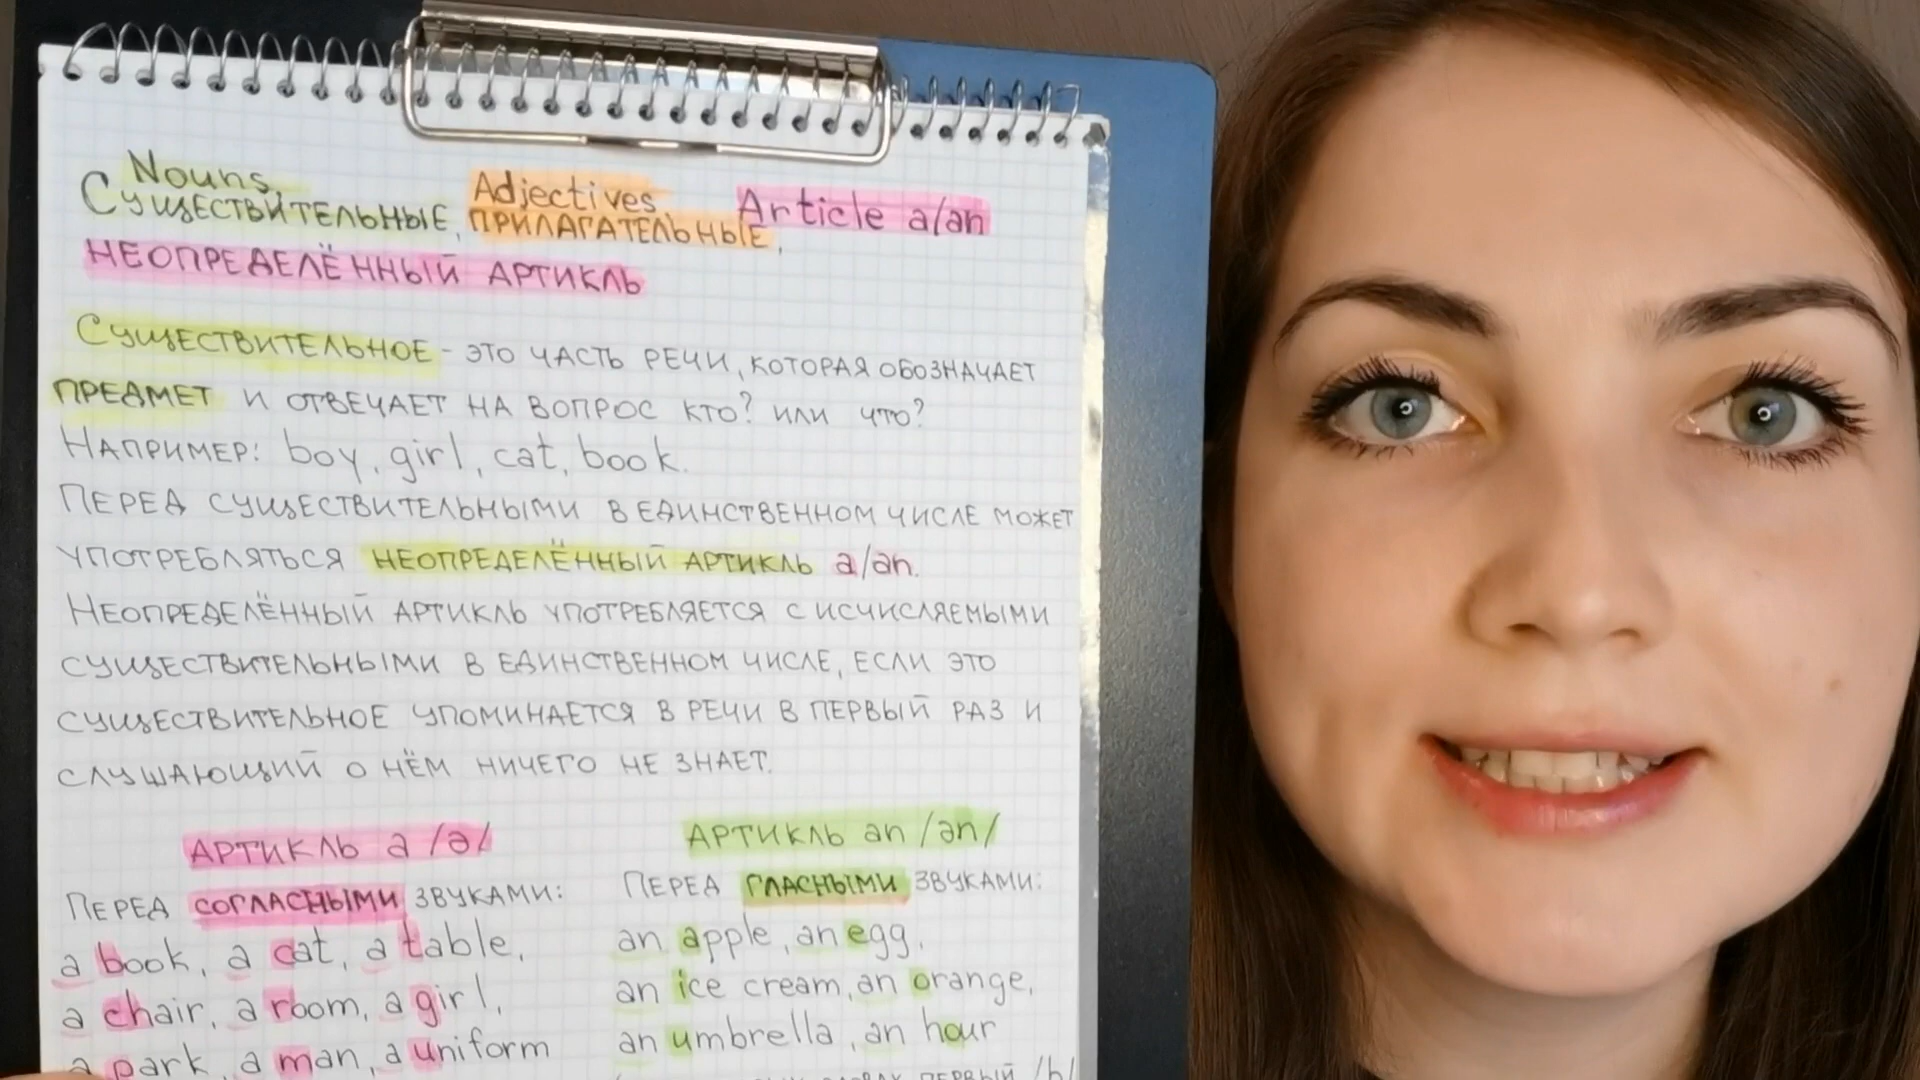 Nouns, Adjectives Article a/an
Существительные, прилагательные,
неопределённый артикль
Существительное - это часть речи, которая обозначает
предмет и отвечает на вопрос кто? или что?
Например: boy, girl, cat, book.
Перед существительными в единственном числе может
употребляться неопределённый артикль a/an.
Неопределённый артикль употребляется с исчисляемыми
существительными в единственном числе, если это
существительное упоминается в речи в первый раз и
слушающий о нём ничего не знает.
Артикль a /ə/
Перед согласными звуками:
a book, a cat, a table,
a chair, a room, a girl,
a park, a man, a uniform
Артикль an /ən/
Перед гласными звуками:
an apple, an egg,
an ice cream, an orange,
an umbrella, an hour
первый /h/